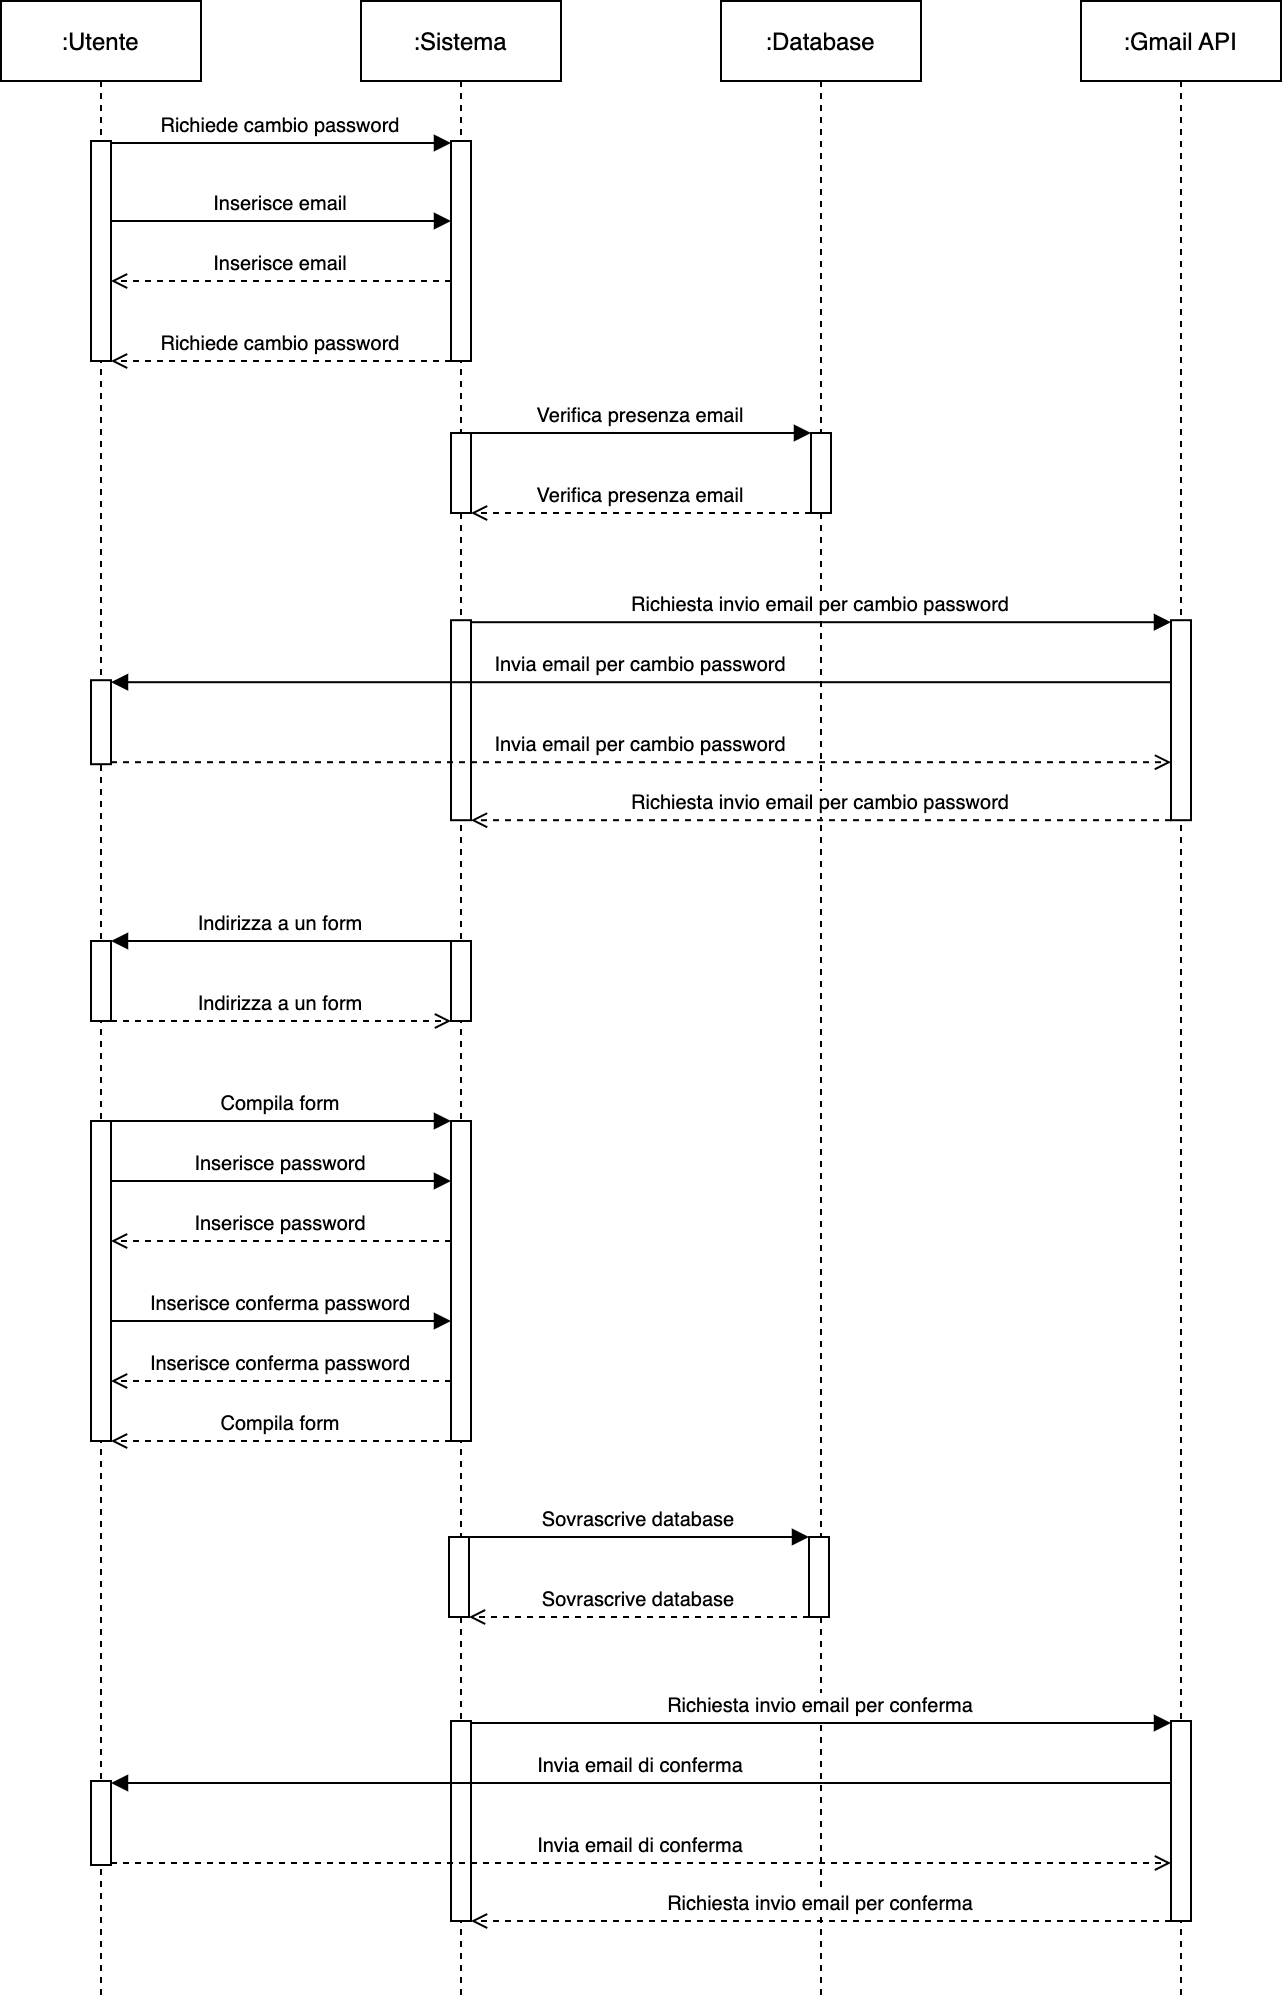 :Utente
:Sistema
:Database
:Gmail API
Richiede cambio password
Inserisce email
Inserisce email
Richiede cambio password
Verifica presenza email
Verifica presenza email
Richiesta invio email per cambio password
Invia email per cambio password
Invia email per cambio password
Richiesta invio email per cambio password
Indirizza a un form
Indirizza a un form
Compila form
Inserisce password
Inserisce password
Inserisce conferma password
Inserisce conferma password
Compila form
Sovrascrive database
Sovrascrive database
Richiesta invio email per conferma
Invia email di conferma
Invia email di conferma
Richiesta invio email per conferma